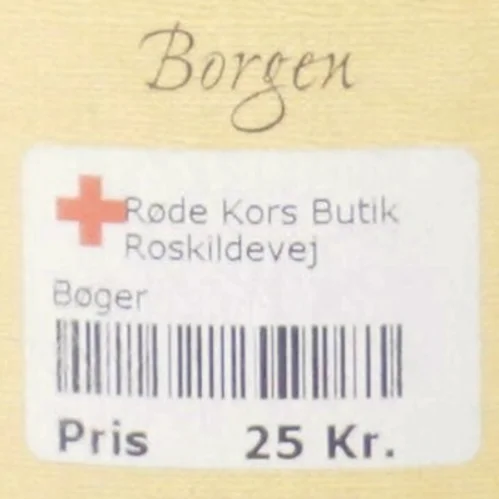 Borgen
Røde Kors Butik
Roskildevej
Bøger
Pris 25 Kr.